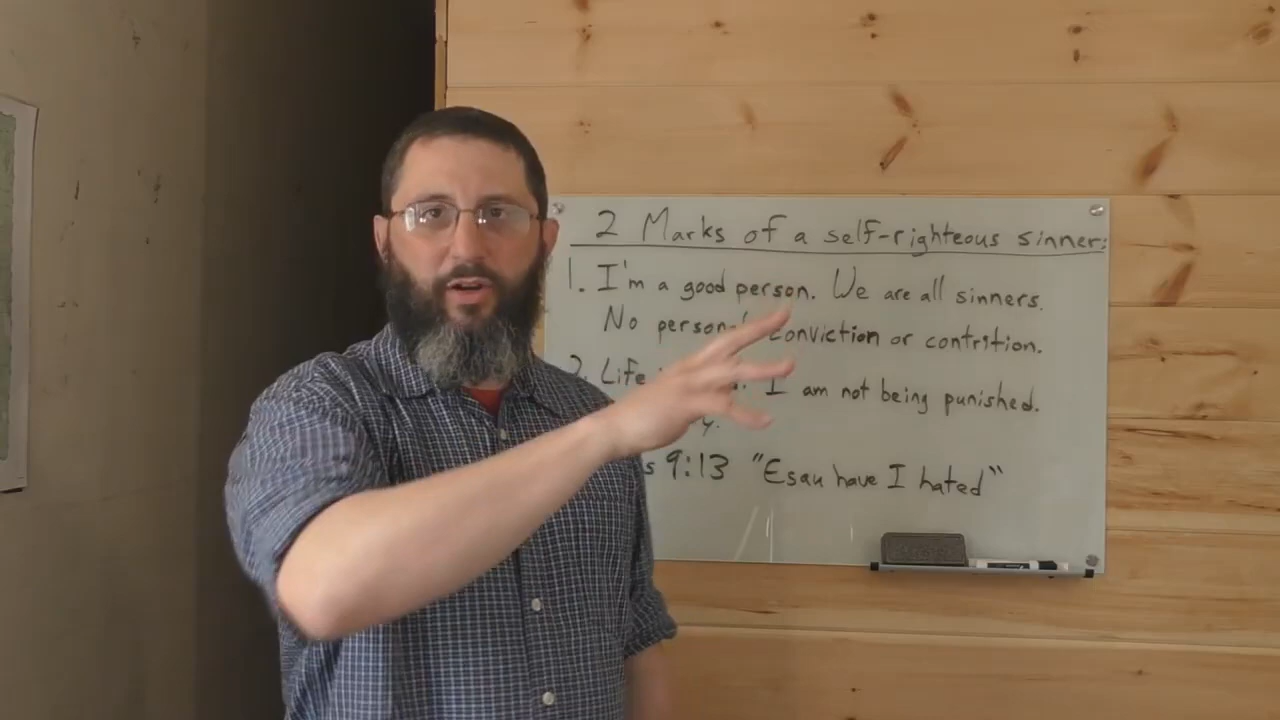 2 Marks of a self-righteous sinner:
1. I'm a good person. We are all sinners.
No conviction or contrition.
2. Life I am not being punished.
9:13 "Esau have I hated"